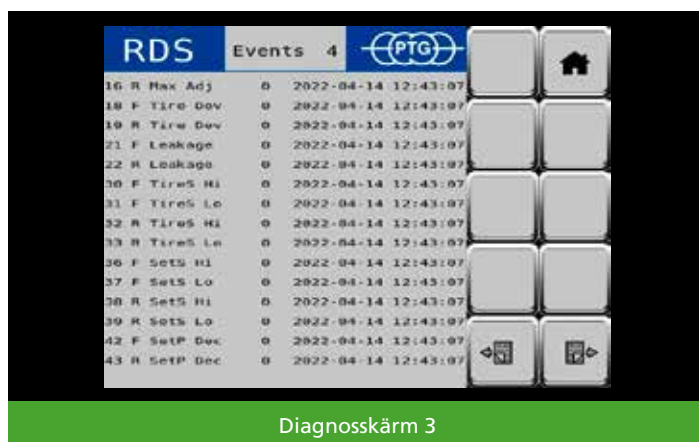 RDS Events 4 PTG
16 R Max Adj 0 2022-04-14 12:43:07
18 F Tire Dev 0 2022-04-14 12:43:07
19 R Tire Dev 0 2022-04-14 12:43:07
21 F Leakage 0 2022-04-14 12:43:07
22 R Leakage 0 2022-04-14 12:43:07
30 F TireS Hi 0 2022-04-14 12:43:07
31 F TireS Lo 0 2022-04-14 12:43:07
32 R TireS Hi 0 2022-04-14 12:43:07
33 R TireS Lo 0 2022-04-14 12:43:07
36 F SetS Hi 0 2022-04-14 12:43:07
37 F SetS Lo 0 2022-04-14 12:43:07
38 R SetS Hi 0 2022-04-14 12:43:07
39 R SetS Lo 0 2022-04-14 12:43:07
42 F SetP Dec 0 2022-04-14 12:43:07
43 R SetP Dec 0 2022-04-14 12:43:07
Diagnosskärm 3